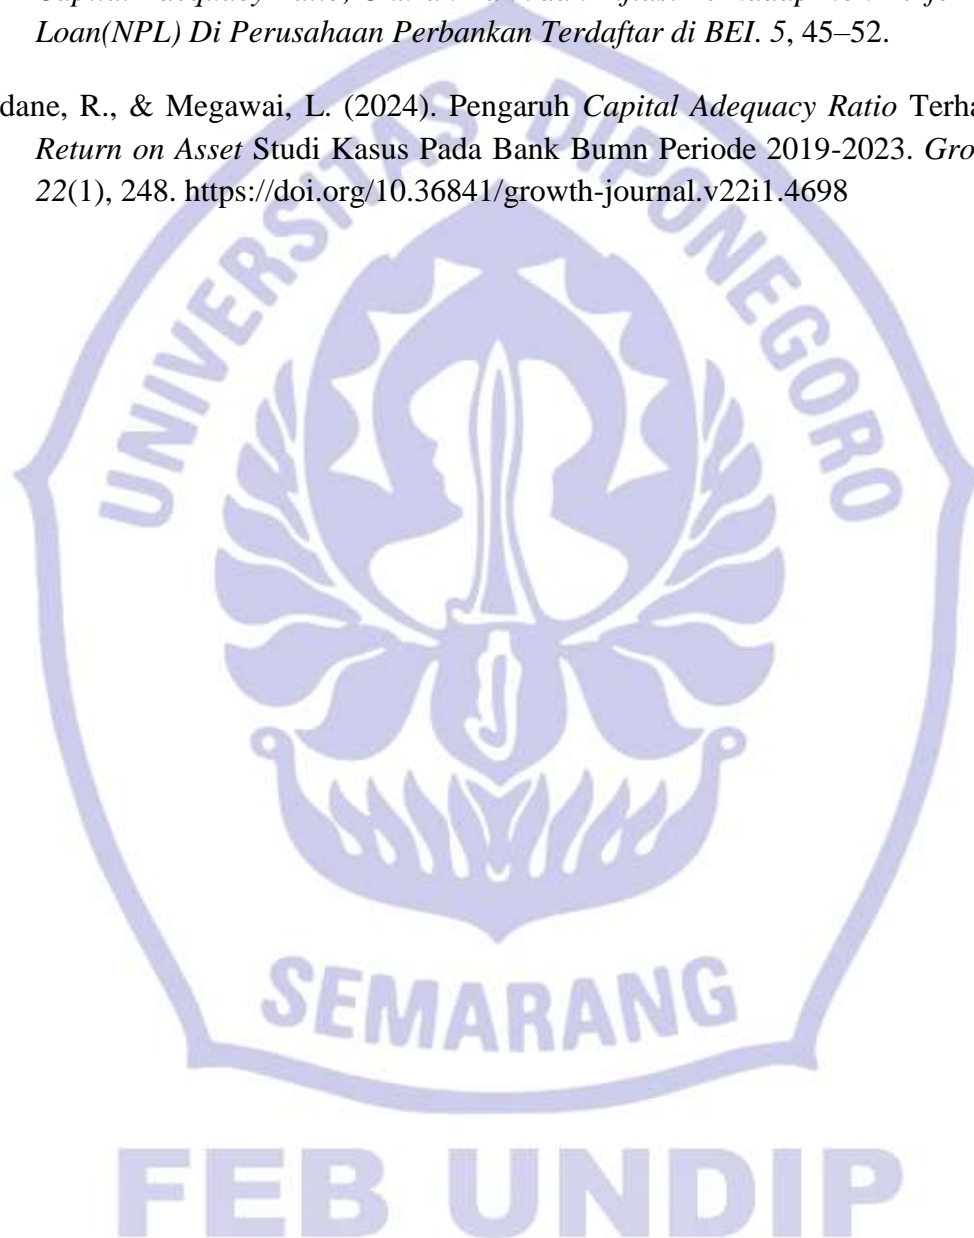 Loan(NPL) Di Perusahaan Perbankan Terdaftar di BEI. 5, 45–52.
dane, R., & Megawai, L. (2024). Pengaruh Capital Adequacy Ratio Terha
Return on Asset Studi Kasus Pada Bank Bumn Periode 2019-2023. Gro
22(1), 248. https://doi.org/10.36841/growth-journal.v22i1.4698
UNIVERSITAS DIPONEGORO
SEMARANG
FEB UNDIP